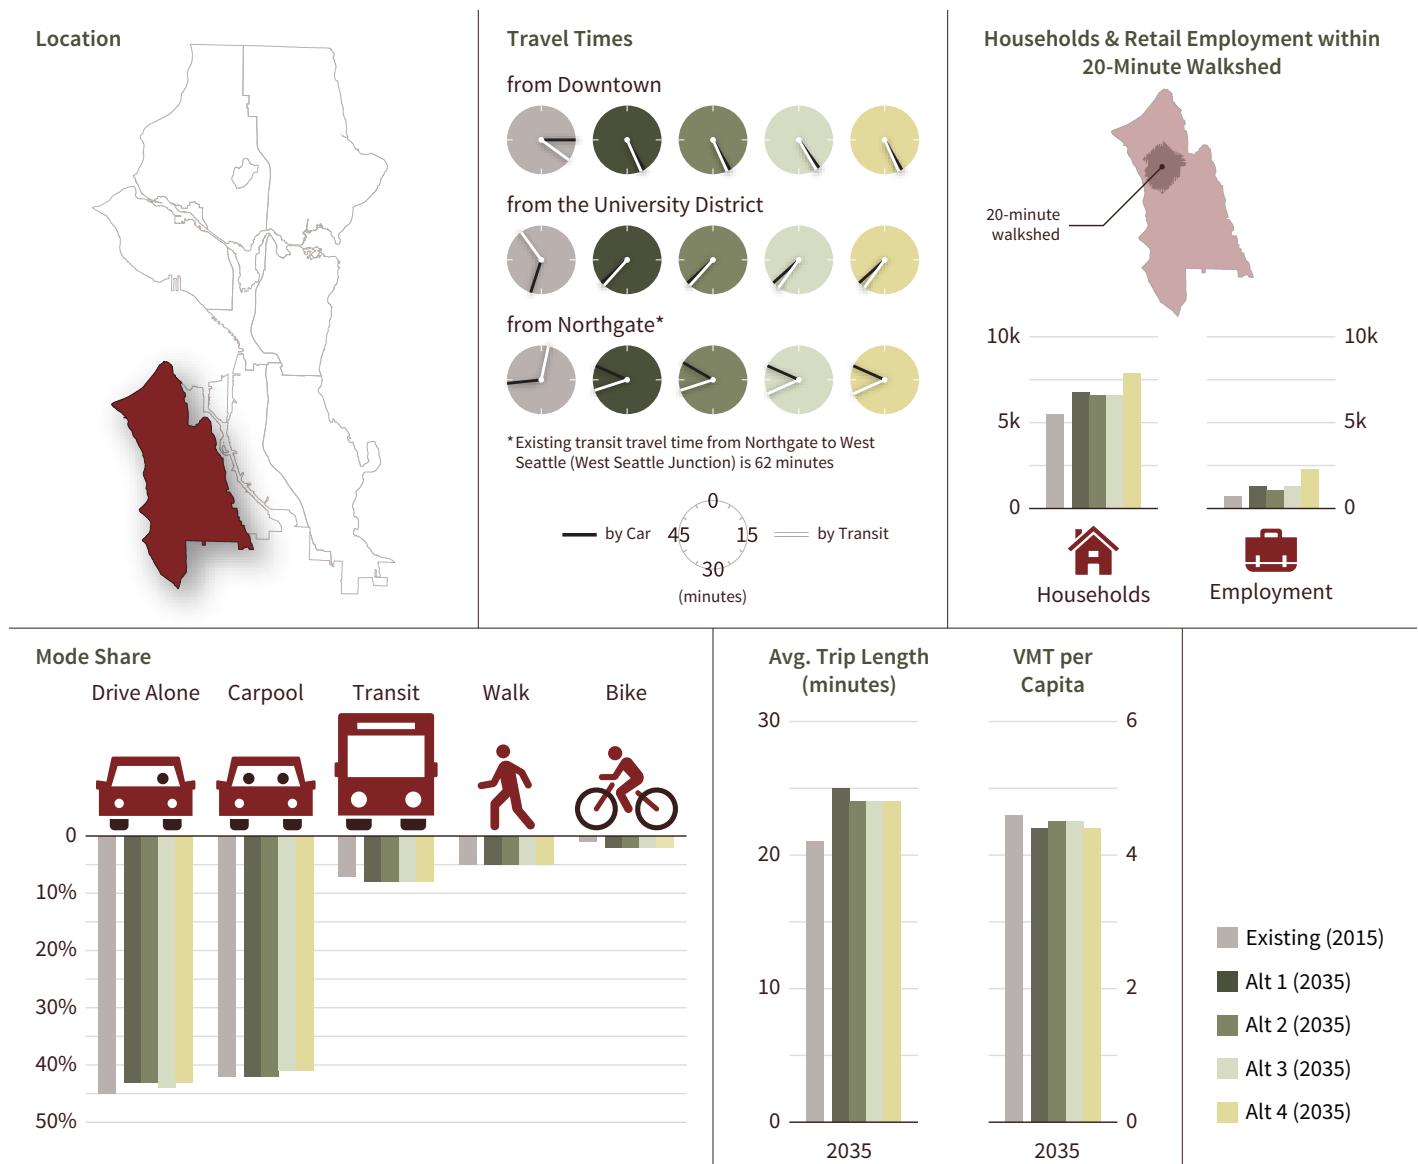 Location
Travel Times
from Downtown
from the University District
from Northgate*
* Existing transit travel time from Northgate to West
Seattle (West Seattle Junction) is 62 minutes
0
by Car
45
15
by Transit
30
(minutes)
Households & Retail Employment within
20-Minute Walkshed
20-minute
walkshed
10k
10k
5k
5k
0
0
Households
Employment
Mode Share
Drive Alone
Carpool
Transit
Walk
Bike
0
10%
20%
30%
40%
50%
Avg. Trip Length
(minutes)
30
20
10
0
2035
VMT per
Capita
6
4
2
0
2035
Existing (2015)
Alt 1 (2035)
Alt 2 (2035)
Alt 3 (2035)
Alt 4 (2035)